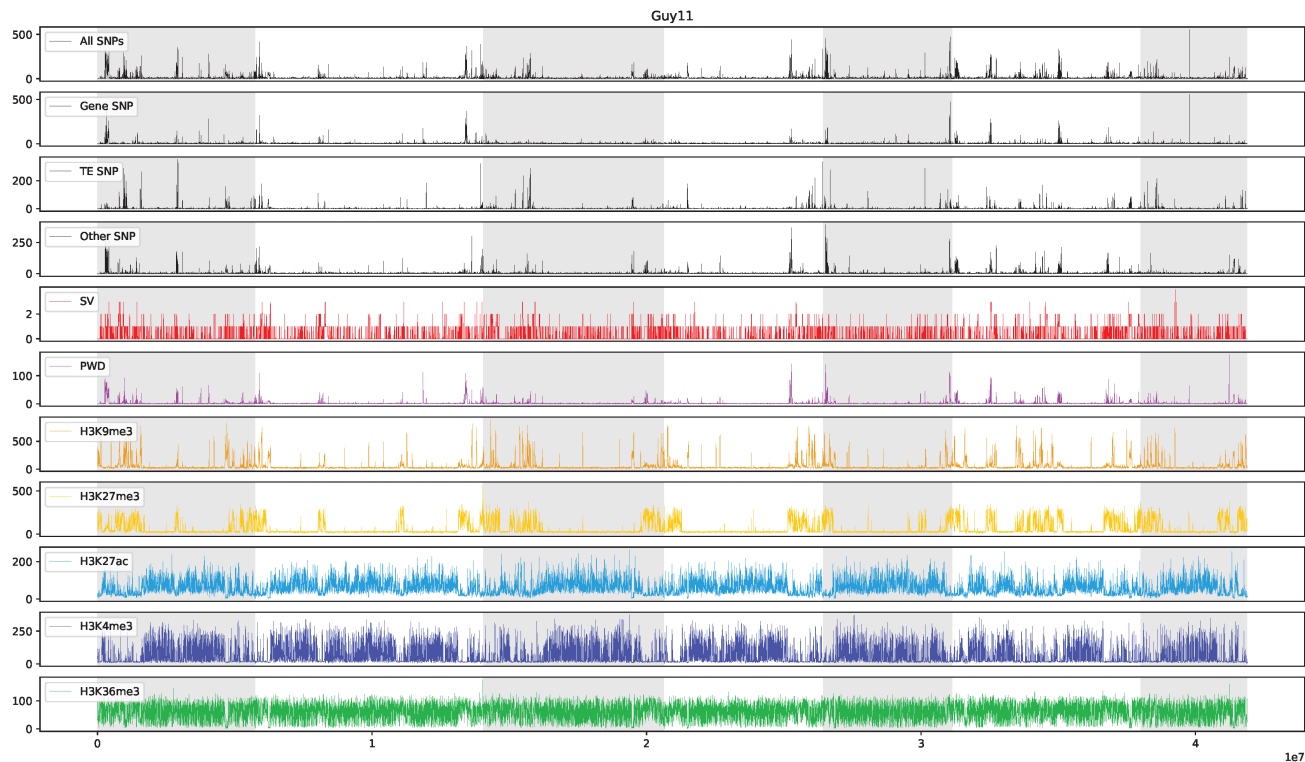 Guy11
500
0
All SNPs
500
0
Gene SNP
200
0
TE SNP
250
0
Other SNP
2
0
SV
100
0
PWD
500
0
H3K9me3
500
0
H3K27me3
200
0
H3K27ac
250
0
H3K4me3
100
0
H3K36me3
0 1 2 3 4
1e7